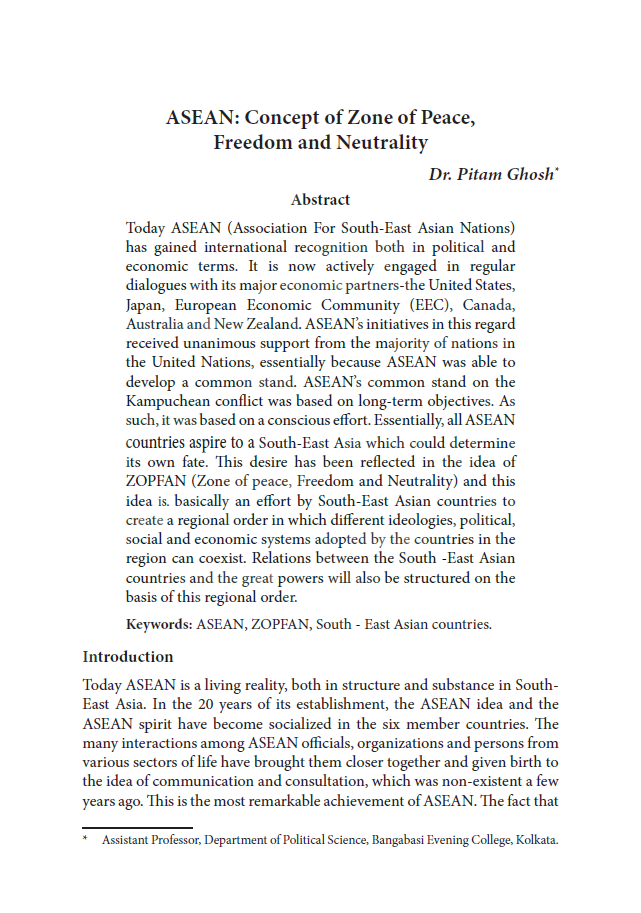 ASEAN: Concept of Zone of Peace,
Freedom and Neutrality
Dr. Pitam Ghosh*
Abstract
Today ASEAN (Association For South-East Asian Nations)
has gained international recognition both in political and
economic terms. It is now actively engaged in regular
dialogues with its major economic partners-the United States,
Japan, European Economic Community (EEC), Canada,
Australia and New Zealand. ASEAN's initiatives in this regard
received unanimous support from the majority of nations in
the United Nations, essentially because ASEAN was able to
develop a common stand. ASEAN's common stand on the
Kampuchean conflict was based on long-term objectives. As
such, it was based on a conscious effort. Essentially, all ASEAN
countries aspire to a South-East Asia which could determine
its own fate. This desire has been reflected in the idea of
ZOPFAN (Zone of peace, Freedom and Neutrality) and this
idea is. basically an effort by South-East Asian countries to
create a regional order in which different ideologies, political,
social and economic systems adopted by the countries in the
region can coexist. Relations between the South -East Asian
countries and the great powers will also be structured on the
basis of this regional order.
Keywords: ASEAN, ZOPFAN, South - East Asian countries.
Introduction
Today ASEAN is a living reality, both in structure and substance in South-
East Asia. In the 20 years of its establishment, the ASEAN idea and the
ASEAN spirit have become socialized in the six member countries. The
many interactions among ASEAN officials, organizations and persons from
various sectors of life have brought them closer together and given birth to
the idea of communication and consultation, which was non-existent a few
years ago. This is the most remarkable achievement of ASEAN. The fact that
* Assistant Professor, Department of Political Science, Bangabasi Evening College, Kolkata.